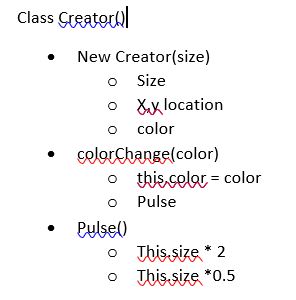 Class Creator()
• New Creator(size)
o Size
o X,y location
o color
• colorChange(color)
o this.color = color
o Pulse
• Pulse()
o This.size * 2
o This.size *0.5